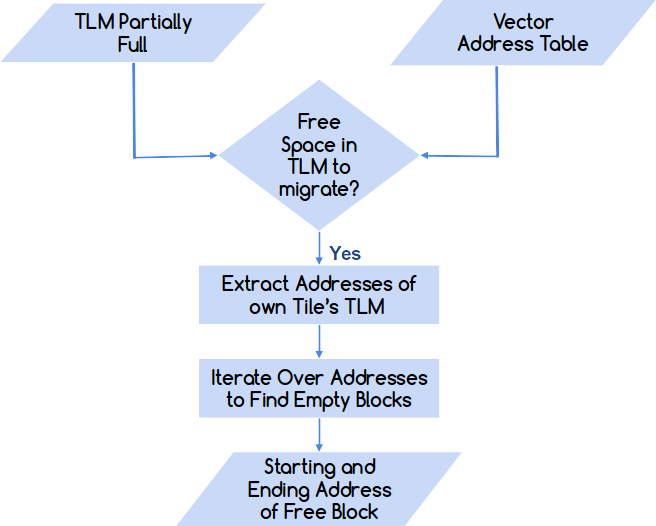 TLM Partially
Full
Vector
Address Table
Free
Space in
TLM to
migrate?
Yes
Extract Addresses of
own Tile's TLM
Iterate Over Addresses
to Find Empty Blocks
Starting and
Ending Address
of Free Block